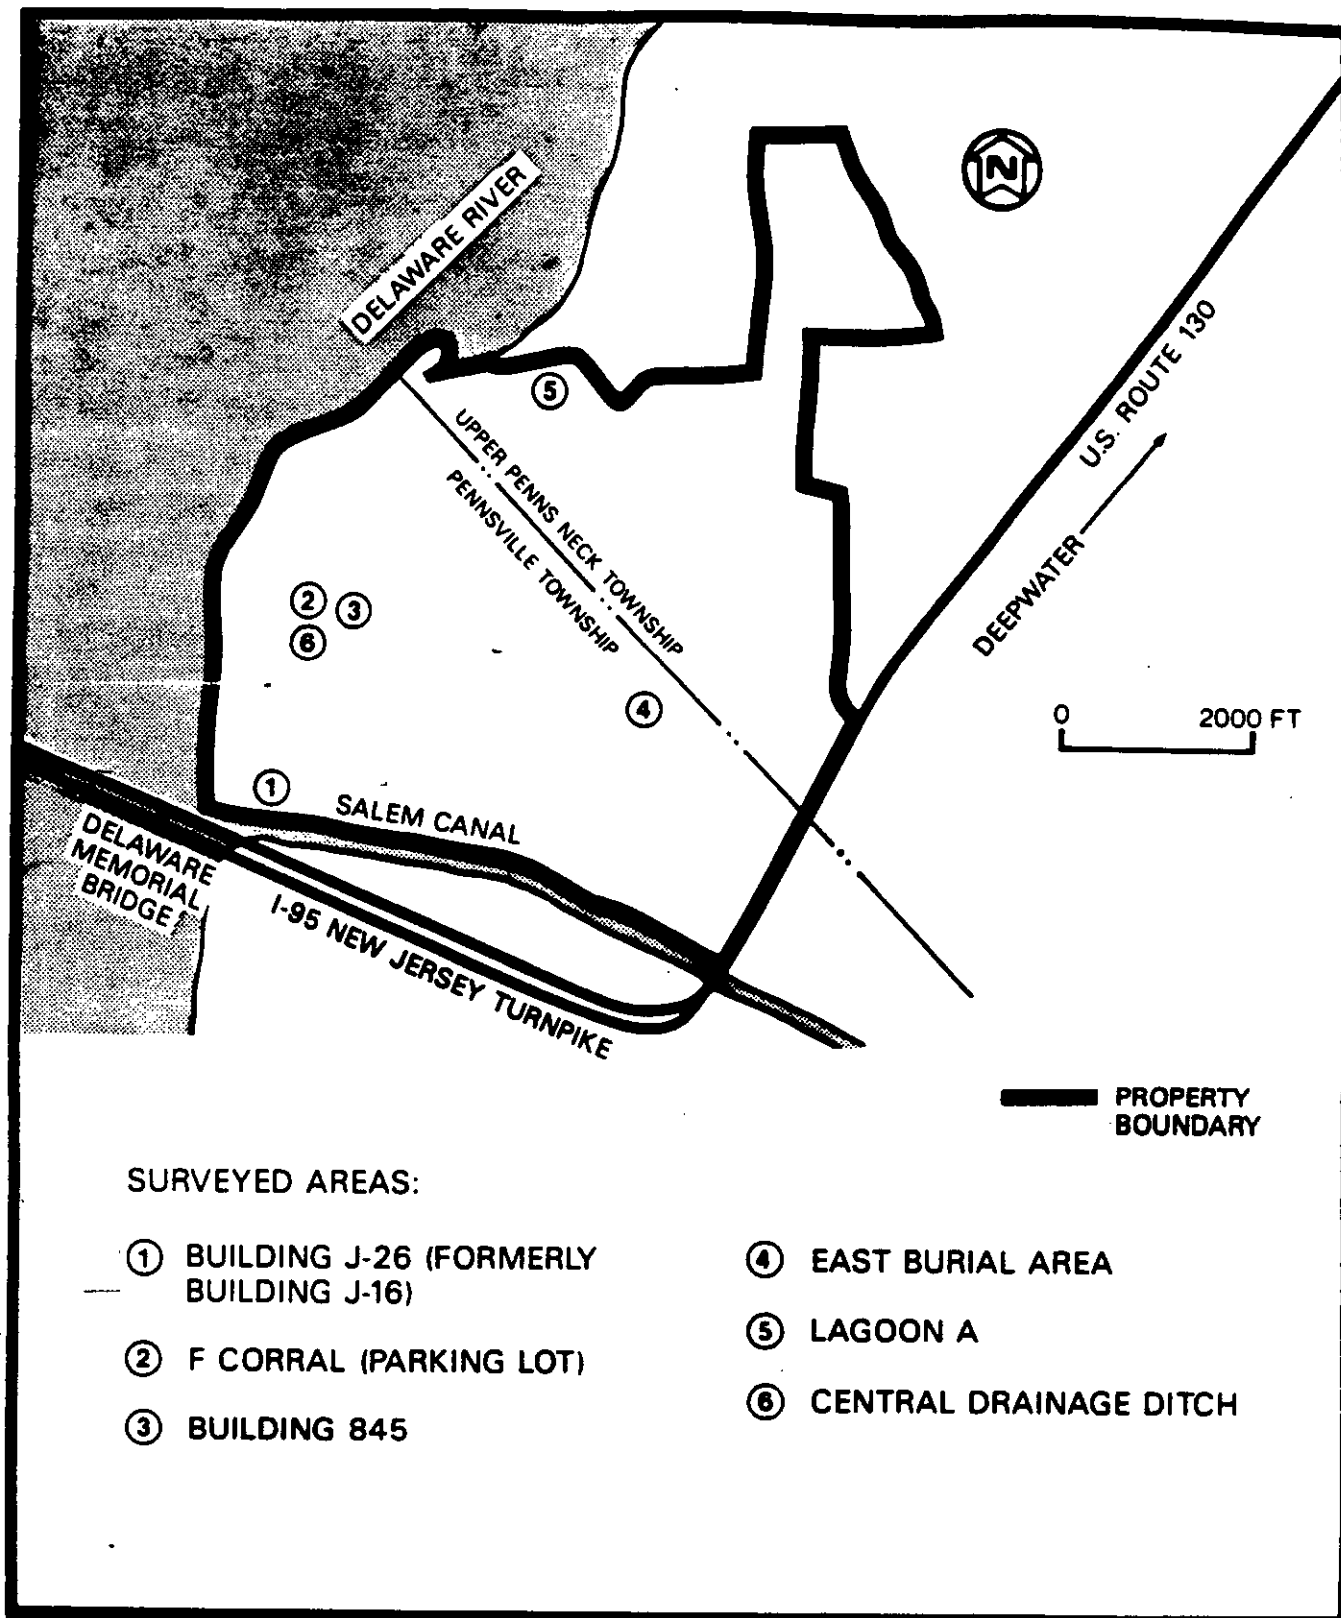 N
DELAWARE RIVER
U.S. ROUTE 130
DEEPWATER
UPPER PENNS NECK TOWNSHIP
PENNSVILLE TOWNSHIP
5
2
3
6
4
1
0 2000 FT
SALEM CANAL
DELAWARE
MEMORIAL
BRIDGE
I-95 NEW JERSEY TURNPIKE
PROPERTY
BOUNDARY
SURVEYED AREAS:
1 BUILDING J-26 (FORMERLY
BUILDING J-16)
2 F CORRAL (PARKING LOT)
3 BUILDING 845
4 EAST BURIAL AREA
5 LAGOON A
6 CENTRAL DRAINAGE DITCH